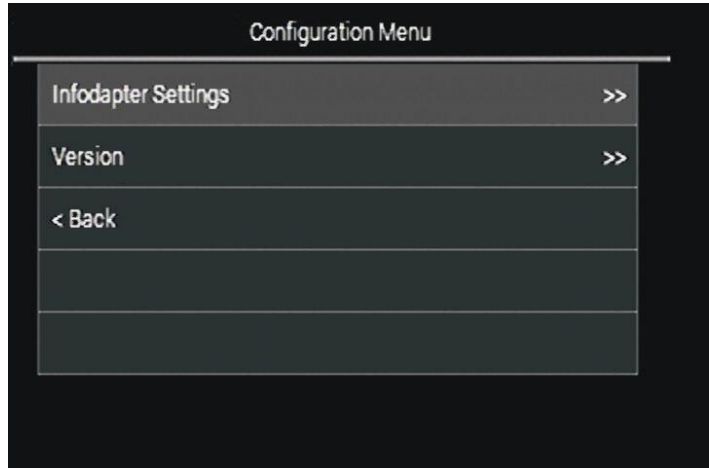 Configuration Menu
Infodapter Settings >>
Version >>
< Back